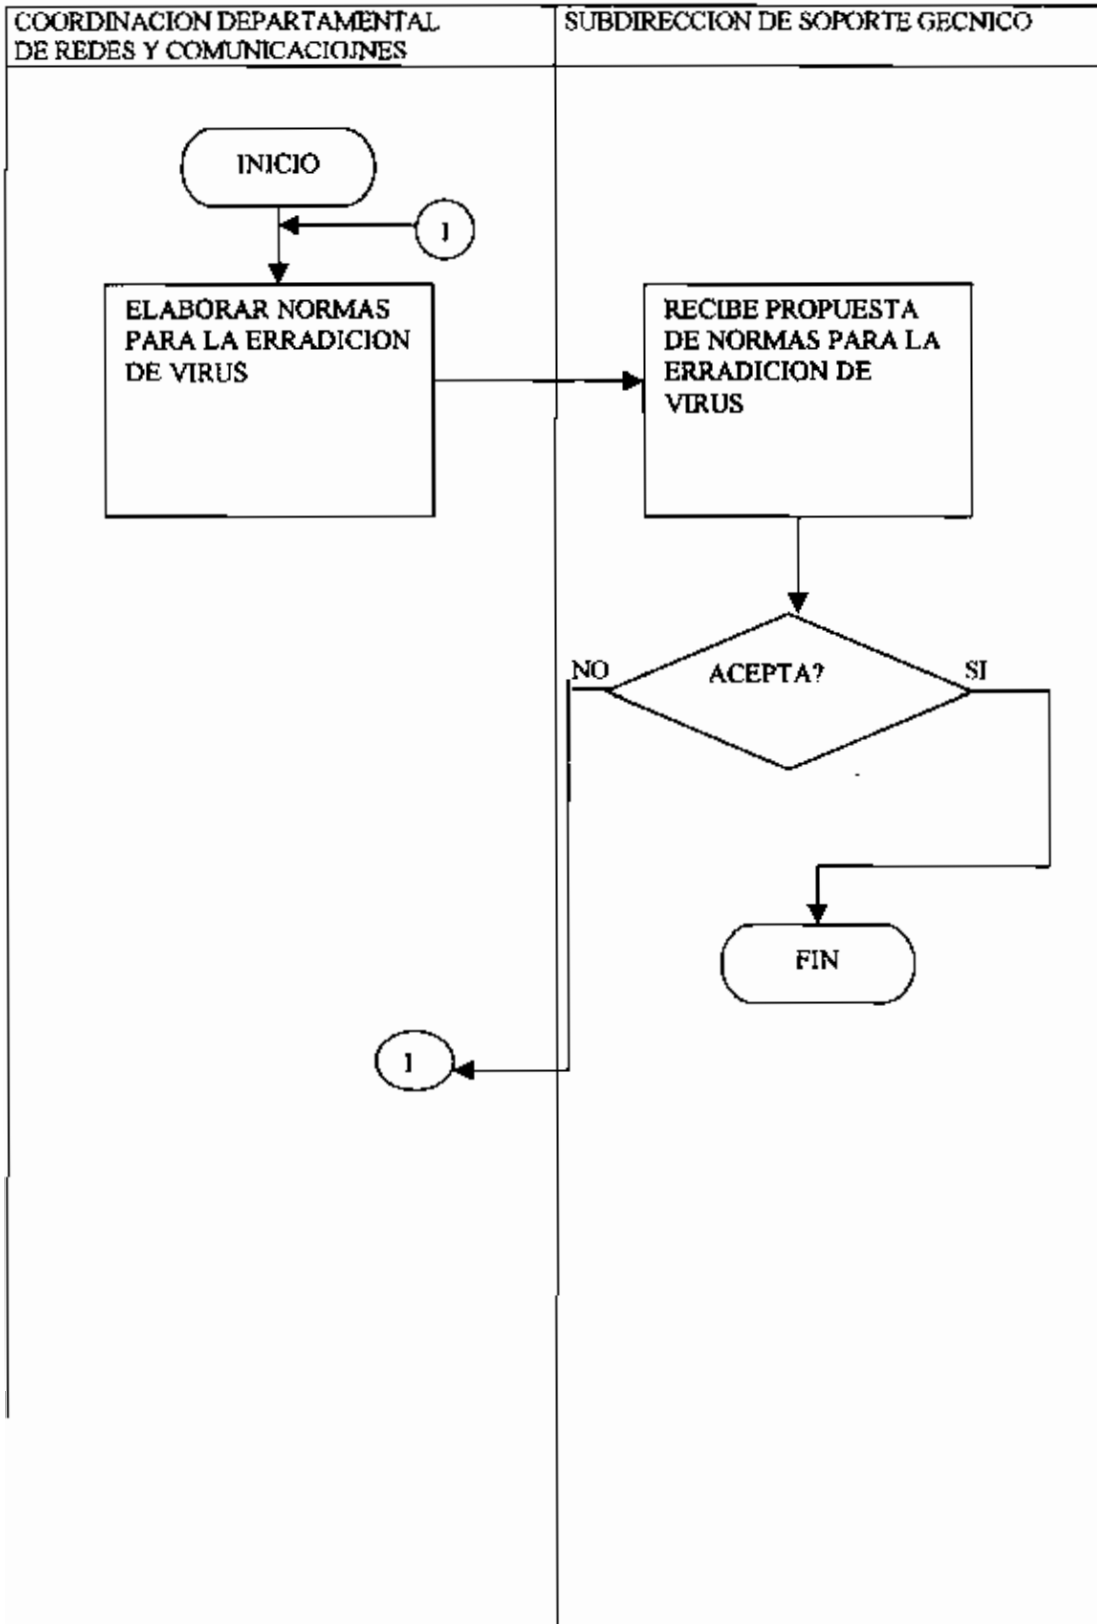 COORDINACION DEPARTAMENTAL
DE REDES Y COMUNICACIOJNES
SUBDIRECCION DE SOPORTE GECNICO
INICIO
1
ELABORAR NORMAS
PARA LA ERRADICION
DE VIRUS
RECIBE PROPUESTA
DE NORMAS PARA LA
ERRADICION DE
VIRUS
NO
ACEPTA?
SI
FIN
1